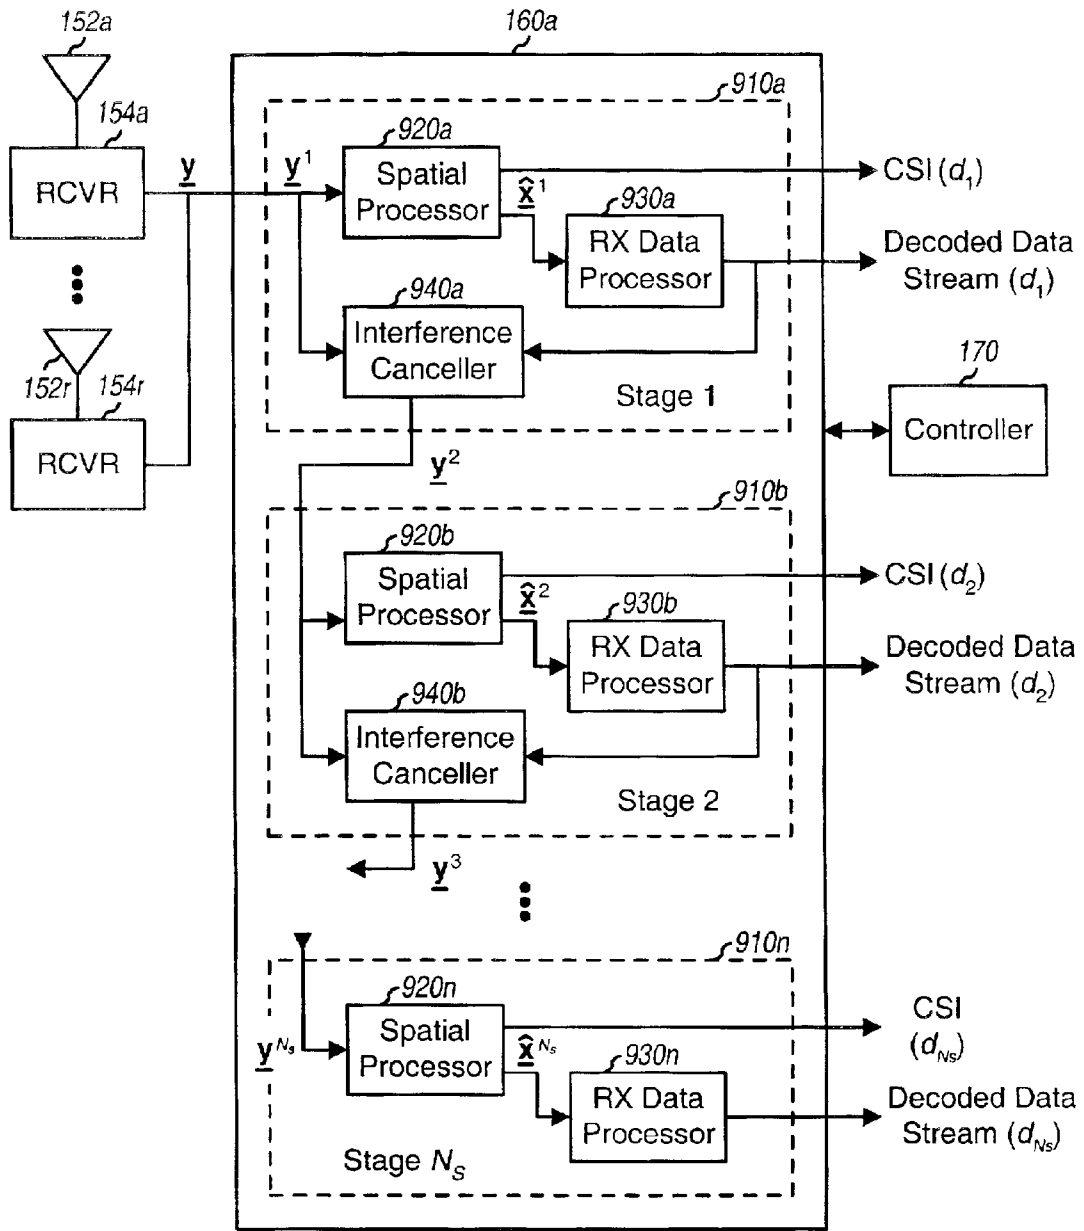 152a
160a
154a
910a
920a
RCVR
y
y¹
Spatial
Processor
x̂¹
CSI (d₁)
930a
RX Data
Processor
Decoded Data
Stream (d₁)
940a
Interference
Canceller
Stage 1
152r
154r
RCVR
170
Controller
y²
910b
920b
Spatial
Processor
x̂²
CSI (d₂)
930b
RX Data
Processor
Decoded Data
Stream (d₂)
940b
Interference
Canceller
Stage 2
y³
910n
920n
Spatial
Processor
y^Ns
x̂^Ns
CSI
(d_Ns)
930n
RX Data
Processor
Decoded Data
Stream (d_Ns)
Stage N_S